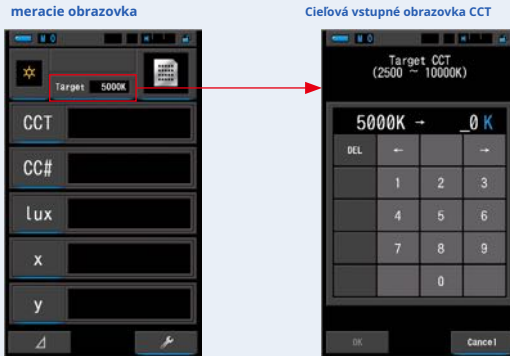 meracie obrazovka
Cieľová vstupné obrazovka CCT
Target 5000K
CCT
CC#
lux
x
y
Target CCT
(2500 ~ 10000K)
5000K → _0 K
DEL ← →
1 2 3
4 5 6
7 8 9
0
OK Cancel